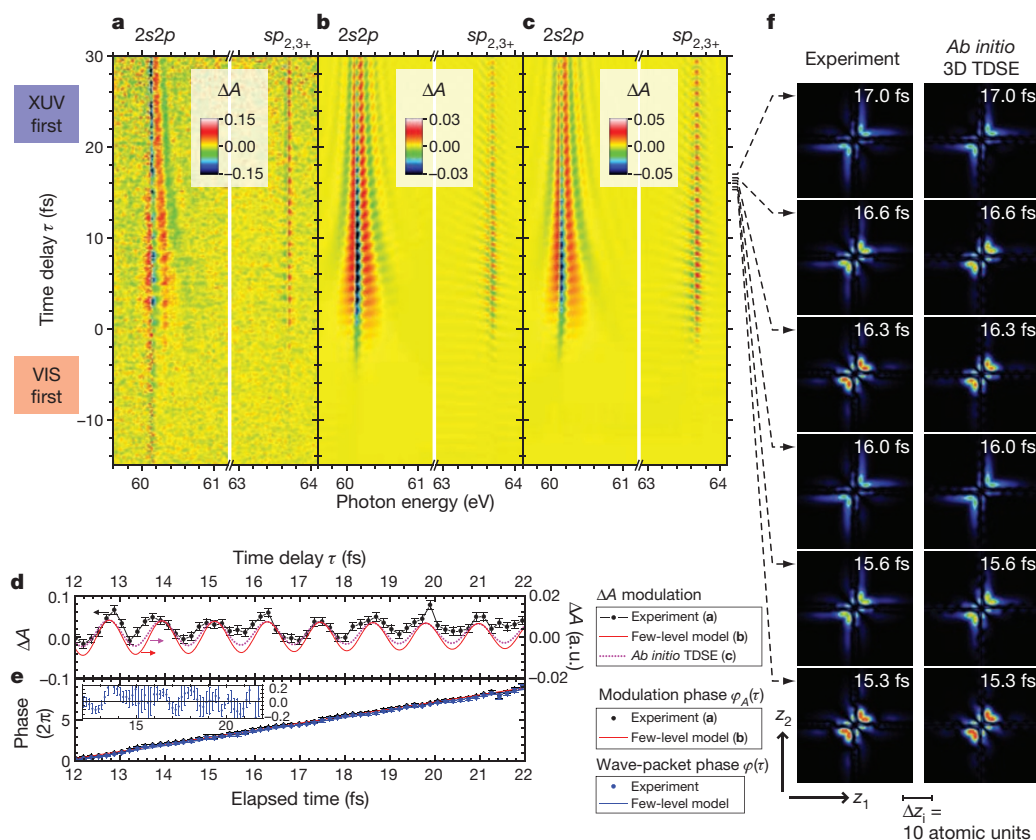 a
b
c
f
2s2p
sp2,3+
2s2p
sp2,3+
2s2p
sp2,3+
Experiment
Ab initio
3D TDSE
XUV
first
VIS
first
Time delay τ (fs)
30
20
10
0
−10
ΔA
0.15
0.00
−0.15
ΔA
0.03
0.00
−0.03
ΔA
0.05
0.00
−0.05
60 61 63 64
60 61 63 64
60 61 63 64
Photon energy (eV)
17.0 fs 17.0 fs
16.6 fs 16.6 fs
16.3 fs 16.3 fs
16.0 fs 16.0 fs
15.6 fs 15.6 fs
15.3 fs 15.3 fs
z2
z1
Δzi =
10 atomic units
Time delay τ (fs)
12 13 14 15 16 17 18 19 20 21 22
d
ΔA
0.1
0.0
−0.1
0.02
0.00
−0.02
ΔA (a.u.)
ΔA modulation
Experiment (a)
Few-level model (b)
Ab initio TDSE (c)
e
Phase
(2π)
5
0
0.2
0.0
−0.2
15 20
12 13 14 15 16 17 18 19 20 21 22
Elapsed time (fs)
Modulation phase φA(τ)
Experiment (a)
Few-level model (b)
Wave-packet phase φ(τ)
Experiment
Few-level model